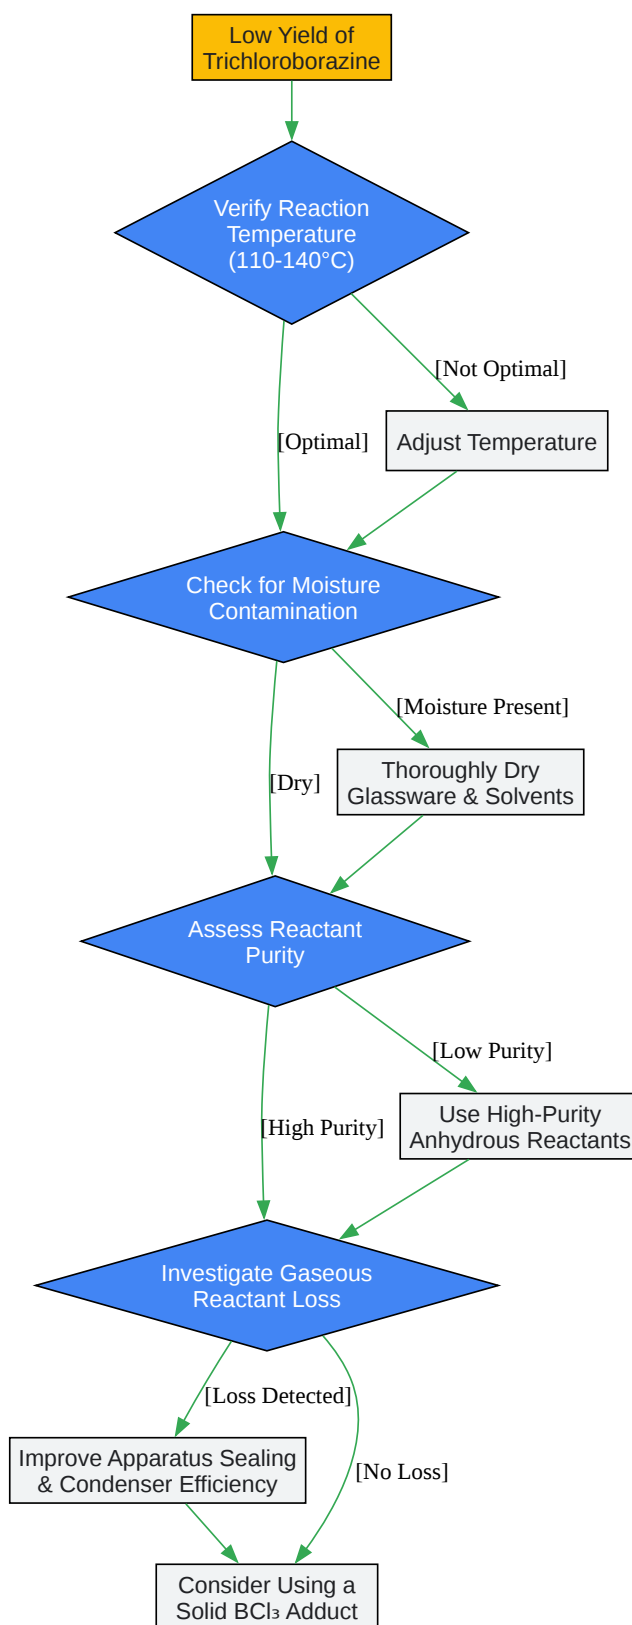 Low Yield of
Trichloroborazine
Verify Reaction
Temperature
(110-140°C)
[Not Optimal]
[Optimal]
Adjust Temperature
Check for Moisture
Contamination
[Moisture Present]
[Dry]
Thoroughly Dry
Glassware & Solvents
Assess Reactant
Purity
[Low Purity]
[High Purity]
Use High-Purity
Anhydrous Reactants
Investigate Gaseous
Reactant Loss
[Loss Detected]
[No Loss]
Improve Apparatus Sealing
& Condenser Efficiency
Consider Using a
Solid BCl₃ Adduct